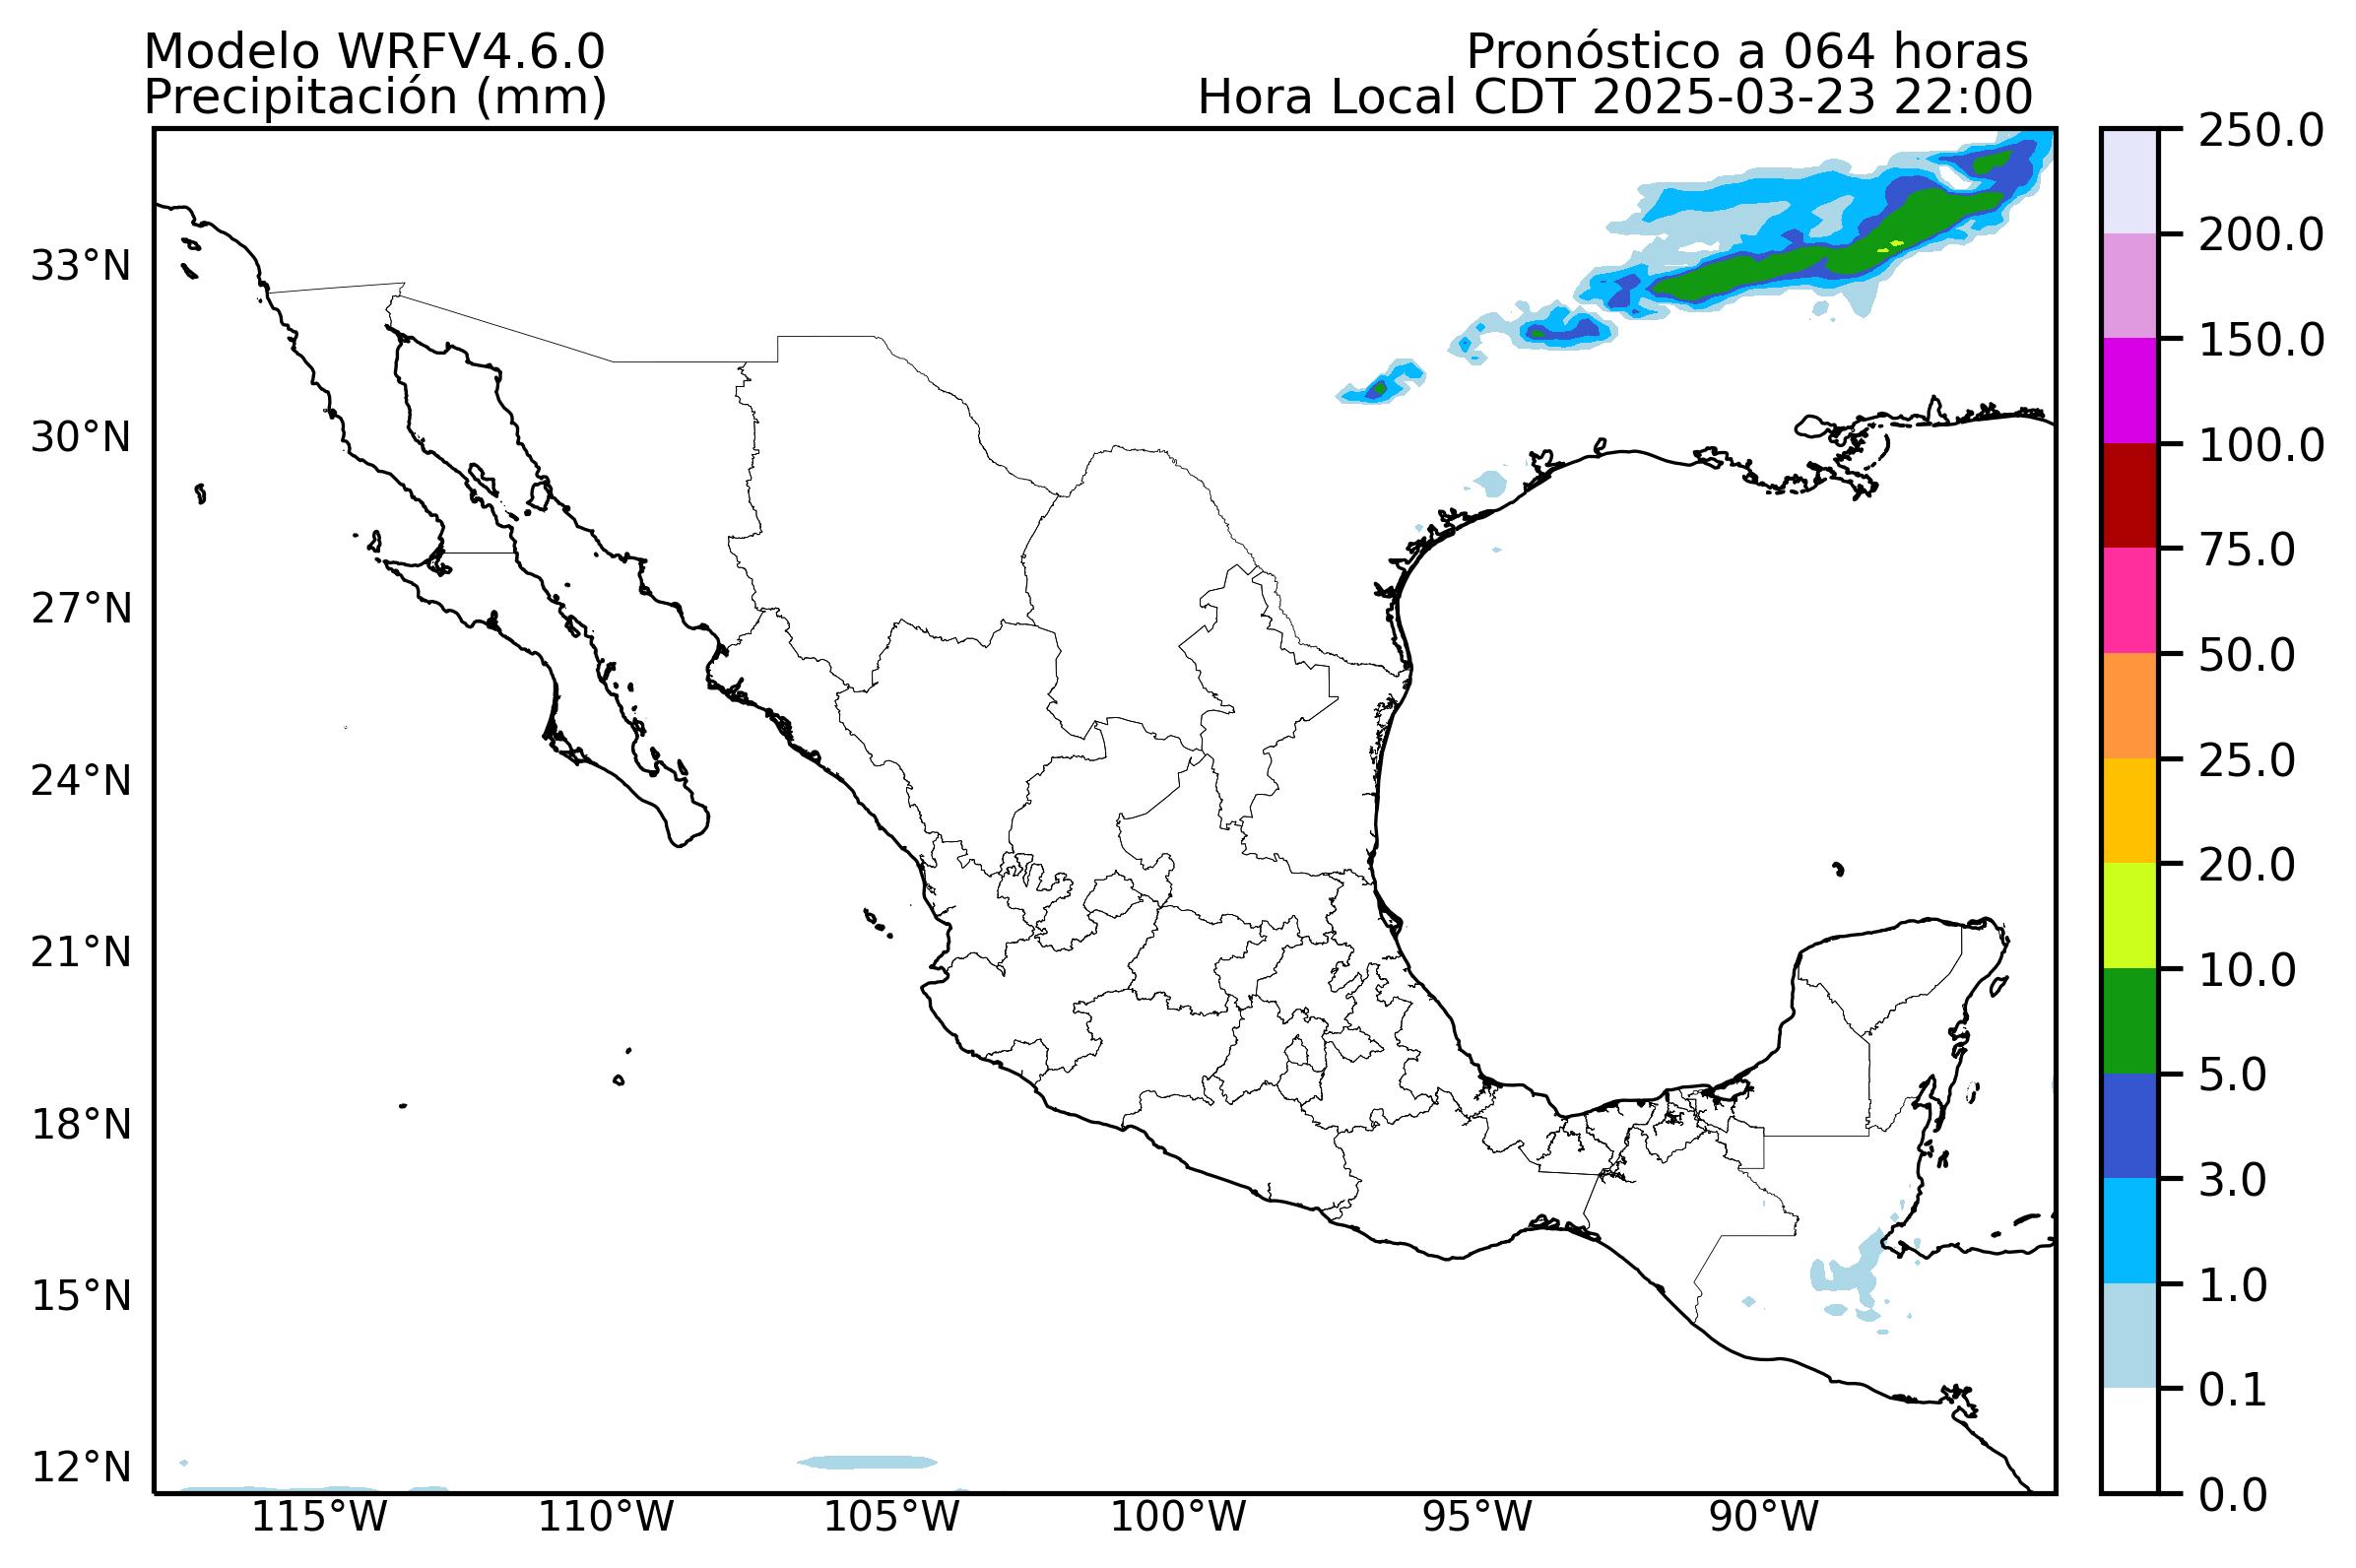 Modelo WRFV4.6.0
Pronóstico a 064 horas
Precipitación (mm)
Hora Local CDT 2025-03-23 22:00
33°N
30°N
27°N
24°N
21°N
18°N
15°N
12°N
115°W
110°W
105°W
100°W
95°W
90°W
250.0
200.0
150.0
100.0
75.0
50.0
25.0
20.0
10.0
5.0
3.0
1.0
0.1
0.0